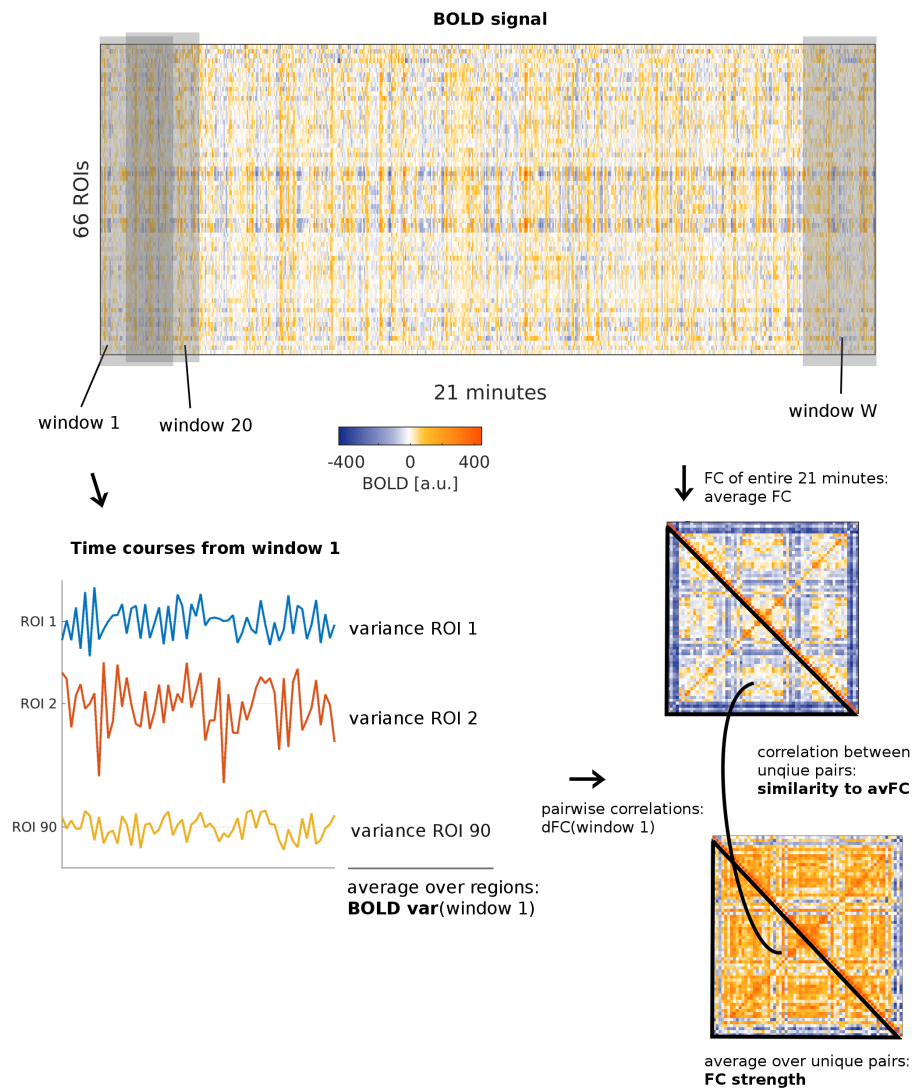 BOLD signal
66 ROIs
window 1
window 20
21 minutes
window W
-400 0 400
BOLD [a.u.]
FC of entire 21 minutes:
average FC
Time courses from window 1
ROI 1
variance ROI 1
ROI 2
variance ROI 2
ROI 90
variance ROI 90
average over regions:
BOLD var(window 1)
pairwise correlations:
dFC(window 1)
correlation between
unqiue pairs:
similarity to avFC
average over unique pairs:
FC strength